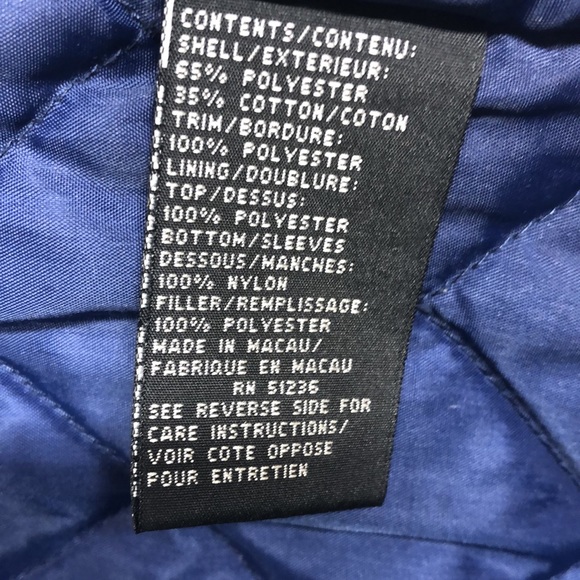 CONTENTS/CONTENU:
SHELL/EXTERIEUR:
65% POLYESTER
35% COTTON/COTON
TRIM/BORDURE:
100% POLYESTER
LINING/DOUBLURE:
TOP/DESSUS:
100% POLYESTER
BOTTOM/SLEEVES
DESSOUS/MANCHES:
100% NYLON
FILLER/REMPLISSAGE:
100% POLYESTER
MADE IN MACAU/
FABRIQUE EN MACAU
RN 51236
SEE REVERSE SIDE FOR
CARE INSTRUCTIONS/
VOIR COTE OPPOSE
POUR ENTRETIEN